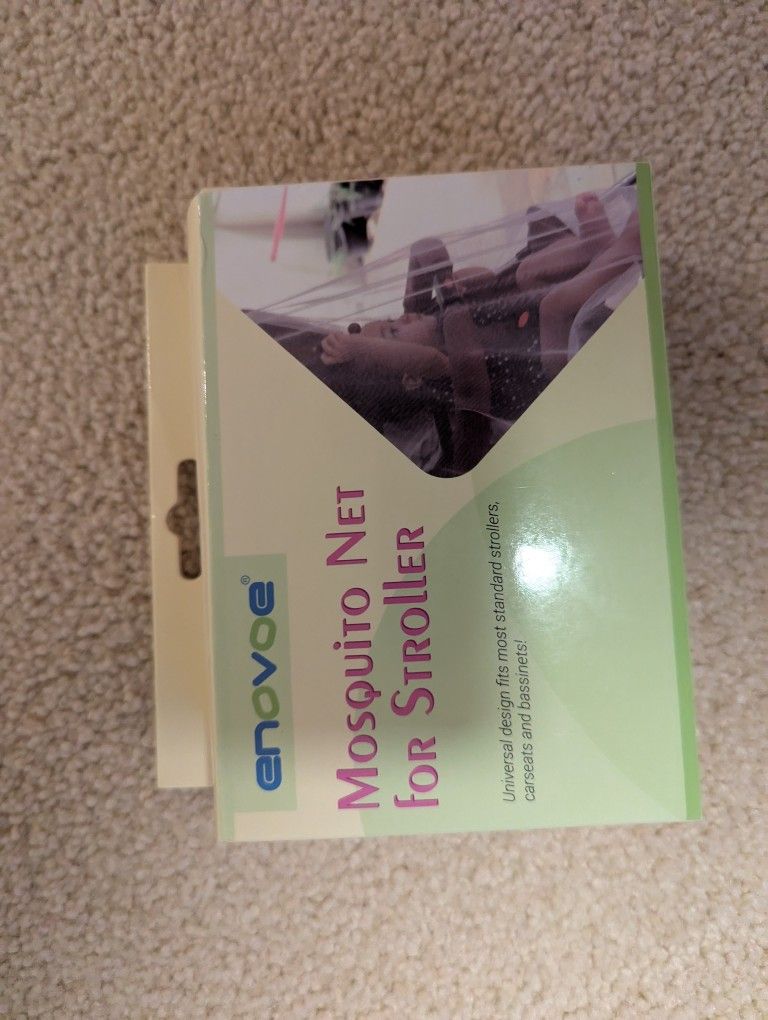 enovoe®
Mosquito Net
for Stroller
Universal design fits most standard strollers,
carseats and bassinets!